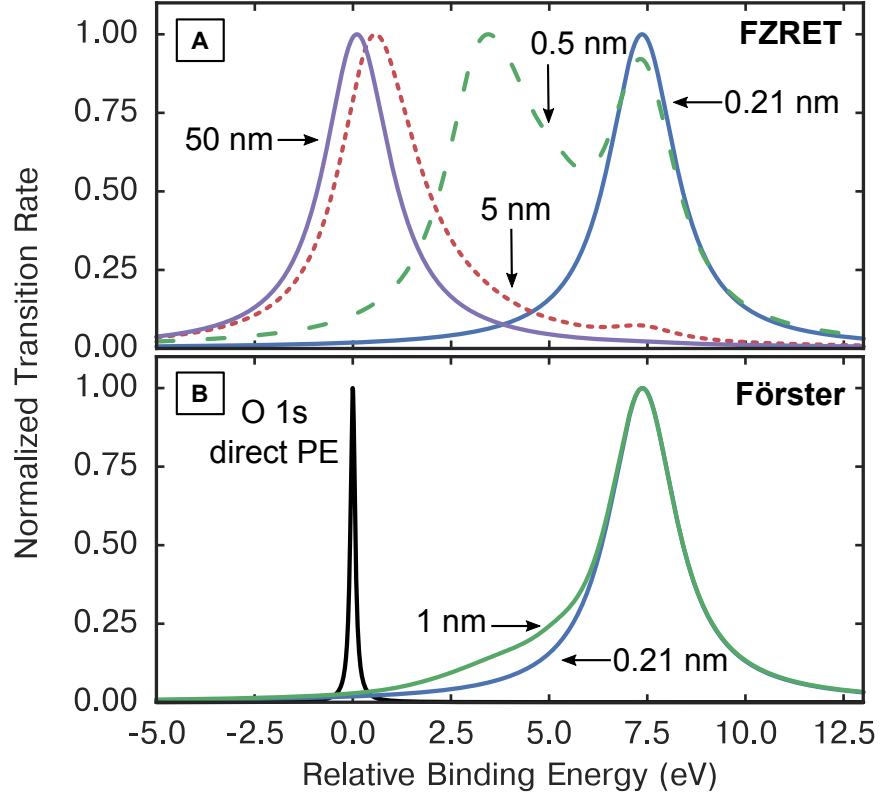 A
FZRET
0.5 nm
0.21 nm
50 nm
5 nm
1.00
0.75
0.50
0.25
0.00
B
Förster
O 1s
direct PE
1 nm
0.21 nm
1.00
0.75
0.50
0.25
0.00
-5.0 -2.5 0.0 2.5 5.0 7.5 10.0 12.5
Relative Binding Energy (eV)
Normalized Transition Rate